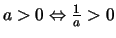 a > 0 ⇔ 1/a > 0